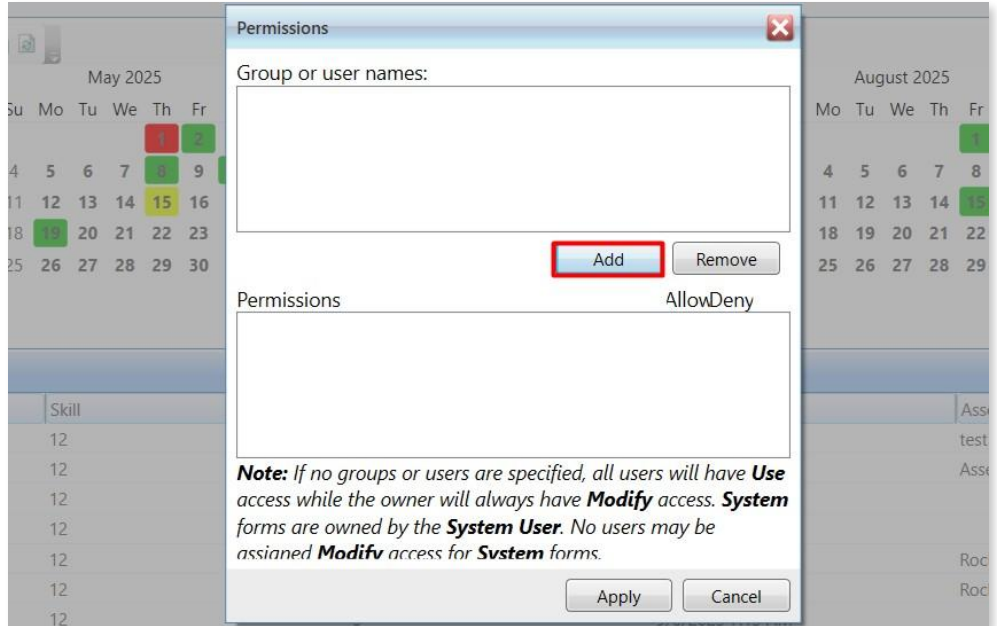 Permissions
Group or user names:
May 2025
August 2025
Su Mo Tu We Th Fr
Mo Tu We Th Fr
1 2
1
4 5 6 7 8 9
4 5 6 7 8
11 12 13 14 15 16
11 12 13 14 15
18 19 20 21 22 23
18 19 20 21 22
25 26 27 28 29 30
25 26 27 28 29
Add Remove
Permissions AllowDeny
Skill
12 test
12
12
12
12
12
12
Note: If no groups or users are specified, all users will have Use
access while the owner will always have Modify access. System
forms are owned by the System User. No users may be
assigned Modify access for System forms.
Apply Cancel